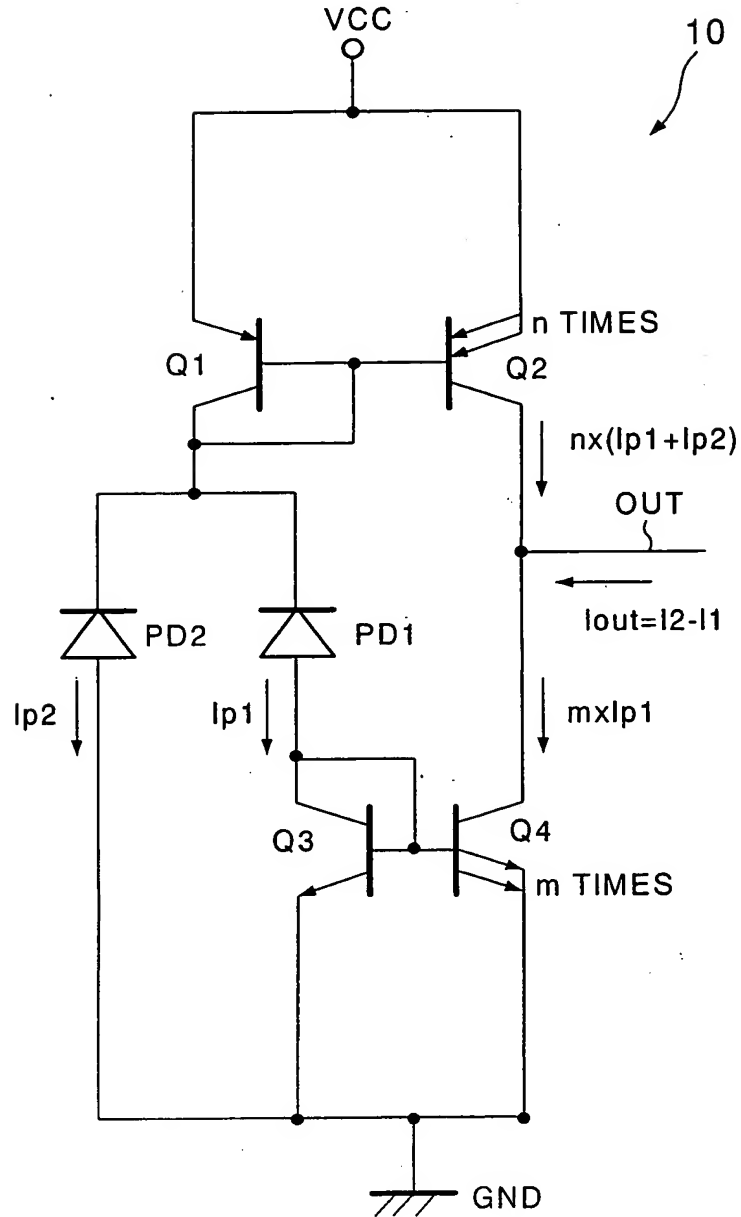 VCC
10
n TIMES
Q1
Q2
nx(Ip1+Ip2)
OUT
Iout=I2-I1
PD2
PD1
Ip2
Ip1
mxIp1
Q3
Q4
m TIMES
GND